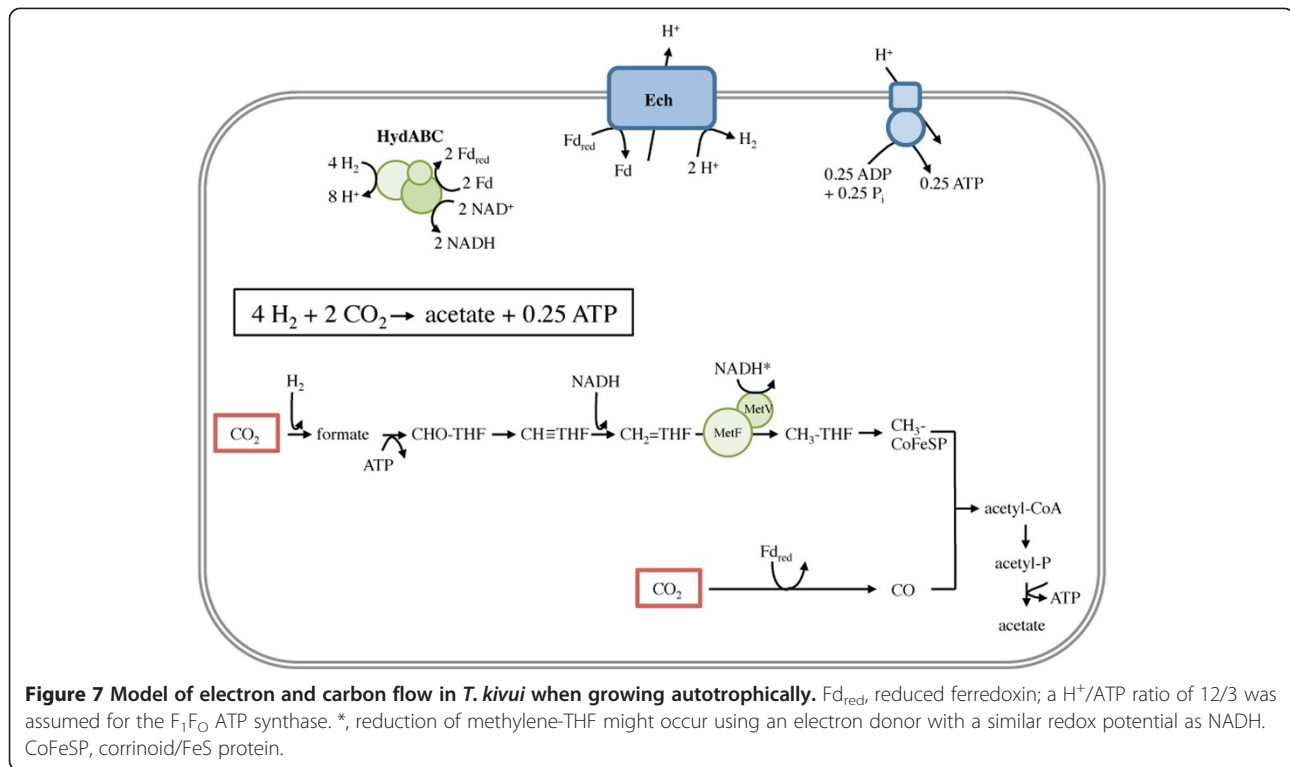 H⁺
Ech
Fd_red
Fd
2 H⁺
H₂
H⁺
0.25 ADP
+ 0.25 Pᵢ
0.25 ATP
HydABC
4 H₂
8 H⁺
2 Fd_red
2 Fd
2 NAD⁺
2 NADH
4 H₂ + 2 CO₂→ acetate + 0.25 ATP
H₂
NADH
NADH*
MetV
CO₂
formate
ATP
CHO-THF
CH≡THF
CH₂=THF
MetF
CH₃-THF
CH₃-
CoFeSP
acetyl-CoA
acetyl-P
ATP
acetate
Fd_red
CO₂
CO
Figure 7 Model of electron and carbon flow in T. kivui when growing autotrophically. Fd_red, reduced ferredoxin; a H⁺/ATP ratio of 12/3 was
assumed for the F₁F_O ATP synthase. *, reduction of methylene-THF might occur using an electron donor with a similar redox potential as NADH.
CoFeSP, corrinoid/FeS protein.